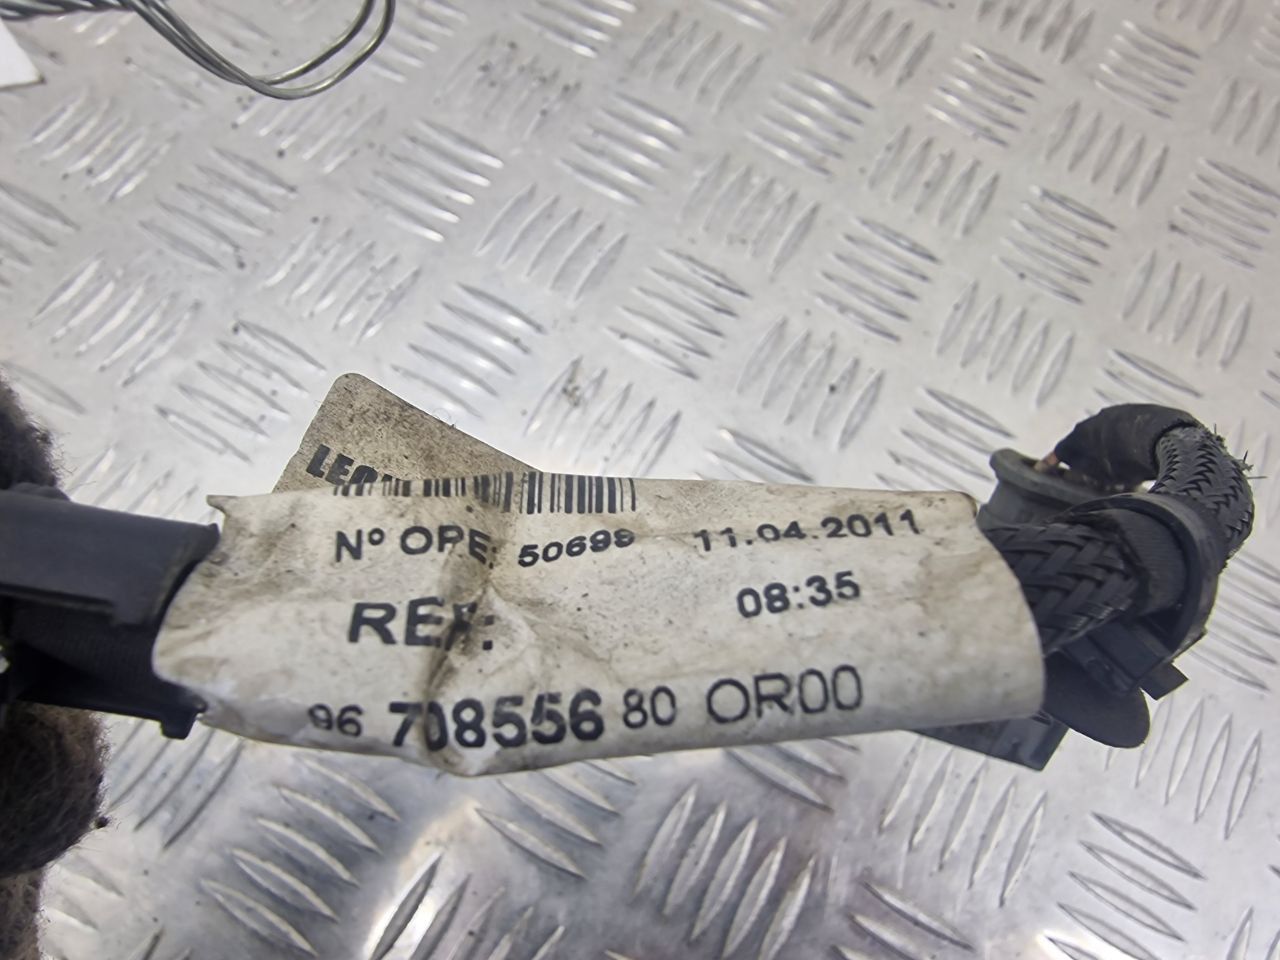 Nº OPE: 50699 11.04.2011
REF: 08:35
96 708556 80 OR00